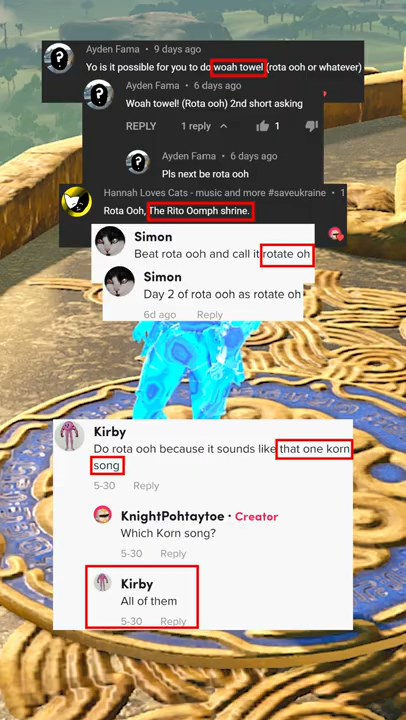 Ayden Fama • 9 days ago
Yo is it possible for you to do woah towel (rota ooh or whatever)
Ayden Fama • 6 days ago
Woah towel! (Rota ooh) 2nd short asking
REPLY 1 reply 1
Ayden Fama • 6 days ago
Pls next be rota ooh
Hannah Loves Cats - music and more #saveukraine • 1
Rota Ooh, The Rito Oomph shrine.
Simon
Beat rota ooh and call it rotate oh
Simon
Day 2 of rota ooh as rotate oh
6d ago Reply
Kirby
Do rota ooh because it sounds like that one korn
song
5-30 Reply
KnightPohtaytoe • Creator
Which Korn song?
5-30 Reply
Kirby
All of them
5-30 Reply